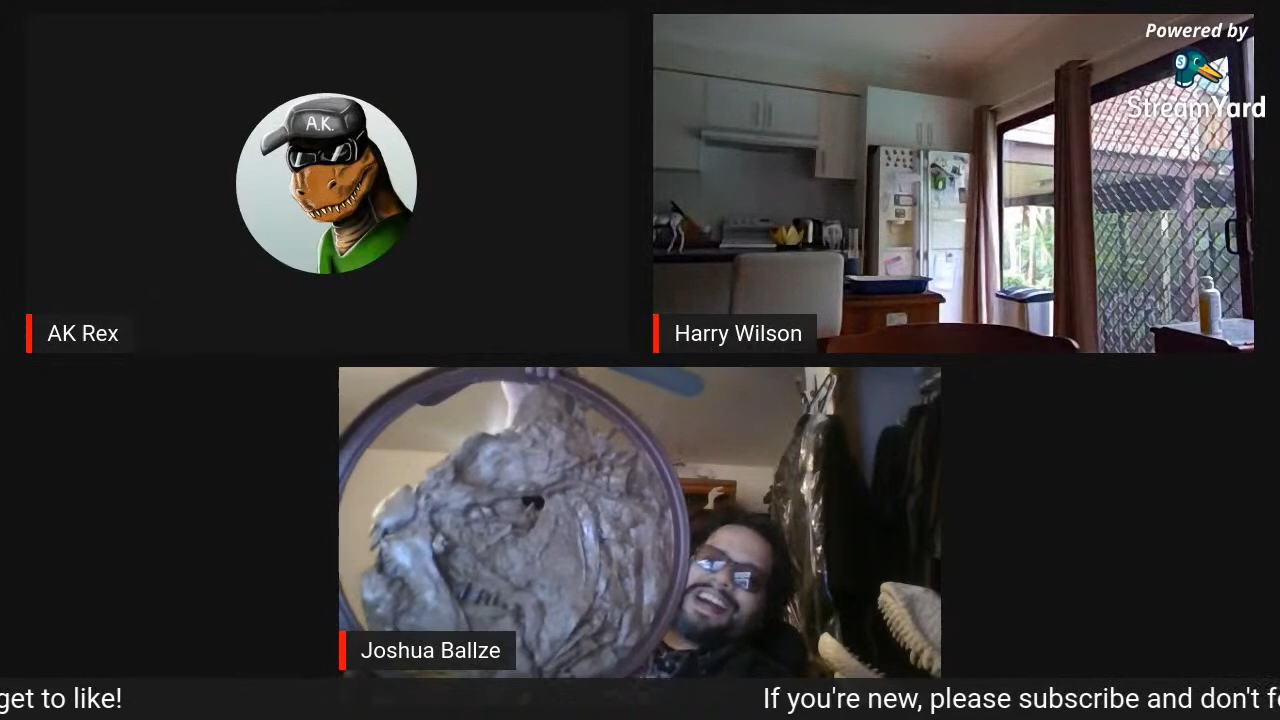 Powered by
StreamYard
A.K.
AK Rex
Harry Wilson
Joshua Ballze
get to like!
If you're new, please subscribe and don't fo